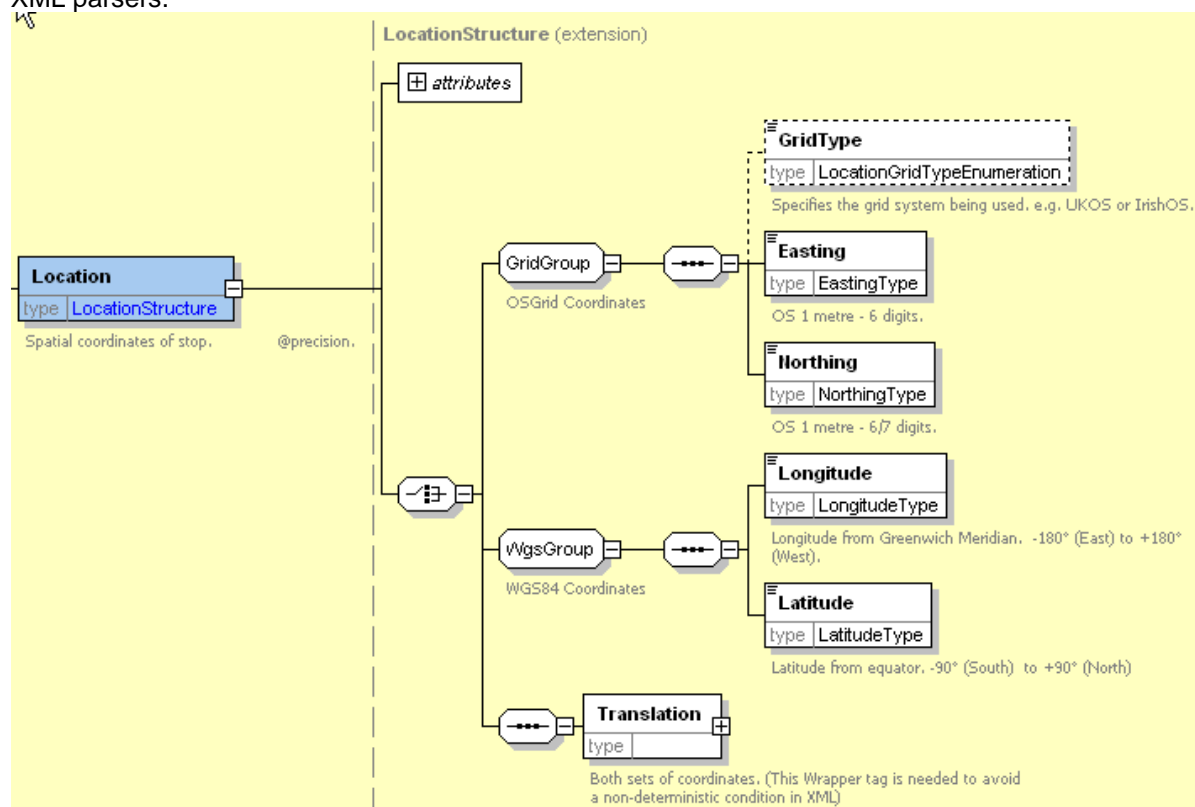 XML parsers.
LocationStructure (extension)
attributes
GridType
type LocationGridTypeEnumeration
Specifies the grid system being used. e.g. UKOS or IrishOS.
GridGroup
OSGrid Coordinates
Easting
type EastingType
OS 1 metre - 6 digits.
Location
type LocationStructure
Spatial coordinates of stop. @precision.
Northing
type NorthingType
OS 1 metre - 6/7 digits.
Longitude
type LongitudeType
Longitude from Greenwich Meridian. -180° (East) to +180°
(West).
WgsGroup
WGS84 Coordinates
Latitude
type LatitudeType
Latitude from equator. -90° (South) to +90° (North)
Translation
type
Both sets of coordinates. (This Wrapper tag is needed to avoid
a non-deterministic condition in XML)